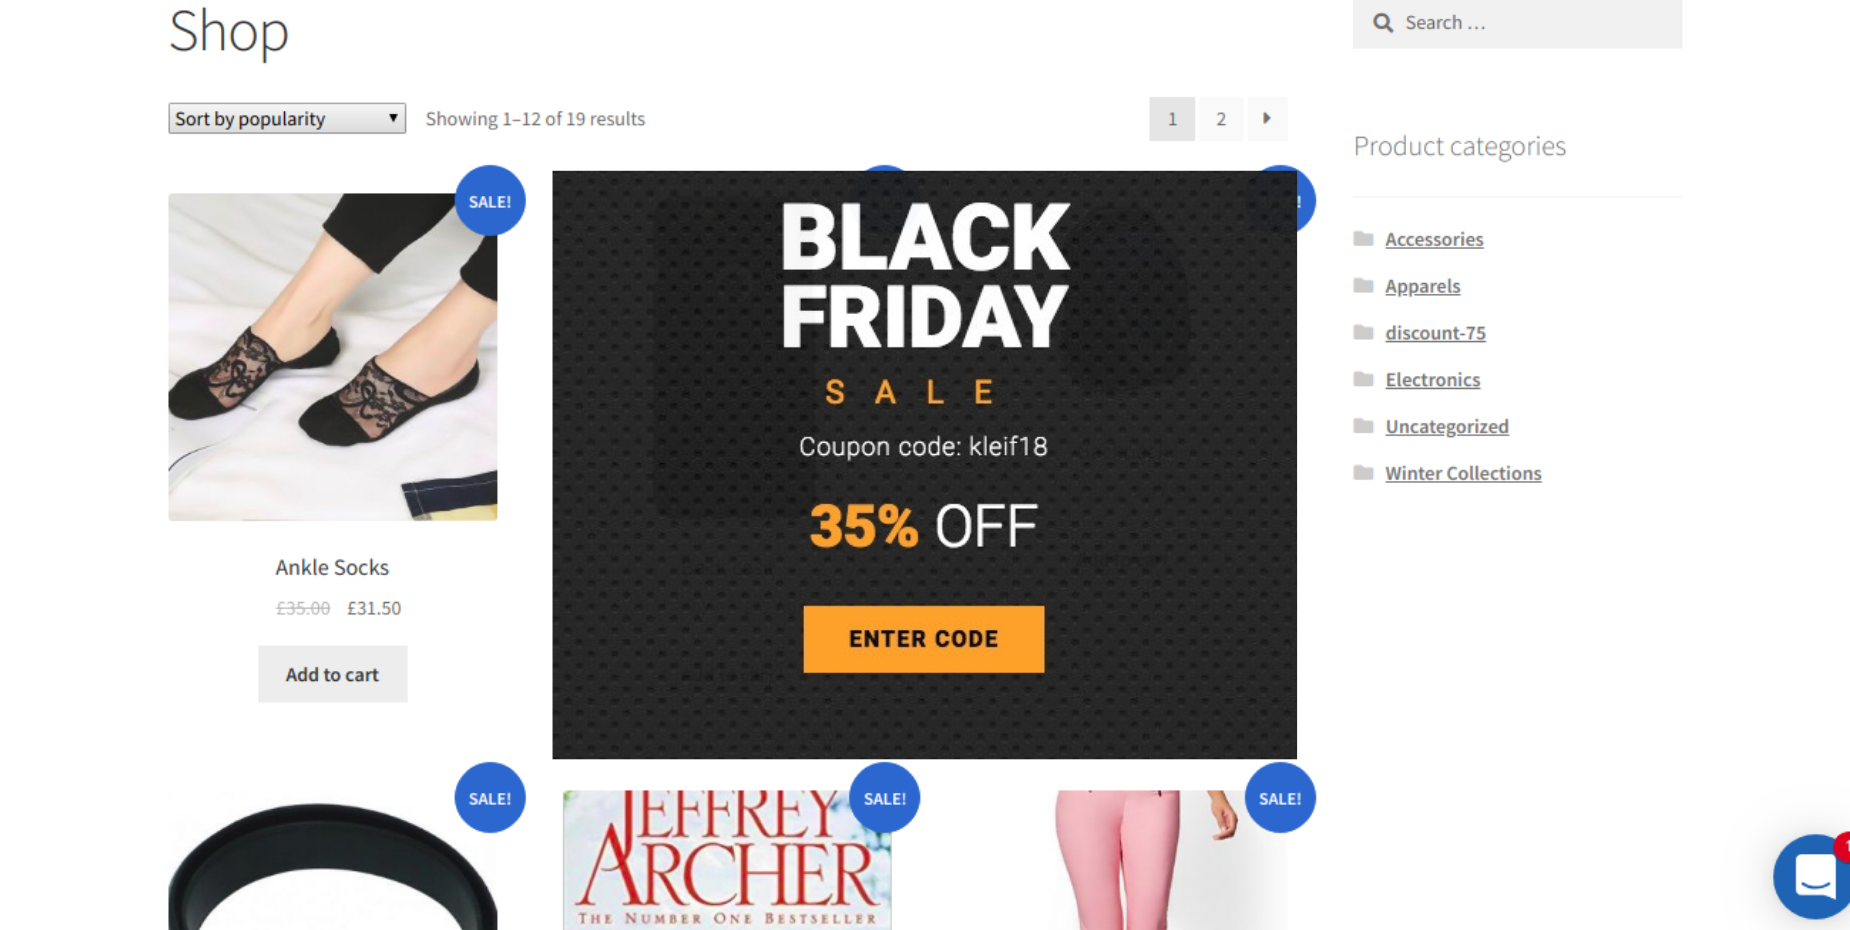 Shop
Search …
Sort by popularity
Showing 1–12 of 19 results
1
2
Product categories
SALE!
!
BLACK
FRIDAY
SALE
Coupon code: kleif18
35% OFF
ENTER CODE
Accessories
Apparels
discount-75
Electronics
Uncategorized
Winter Collections
Ankle Socks
£35.00 £31.50
Add to cart
SALE!
SALE!
SALE!
JEFFREY
ARCHER
THE NUMBER ONE BESTSELLER